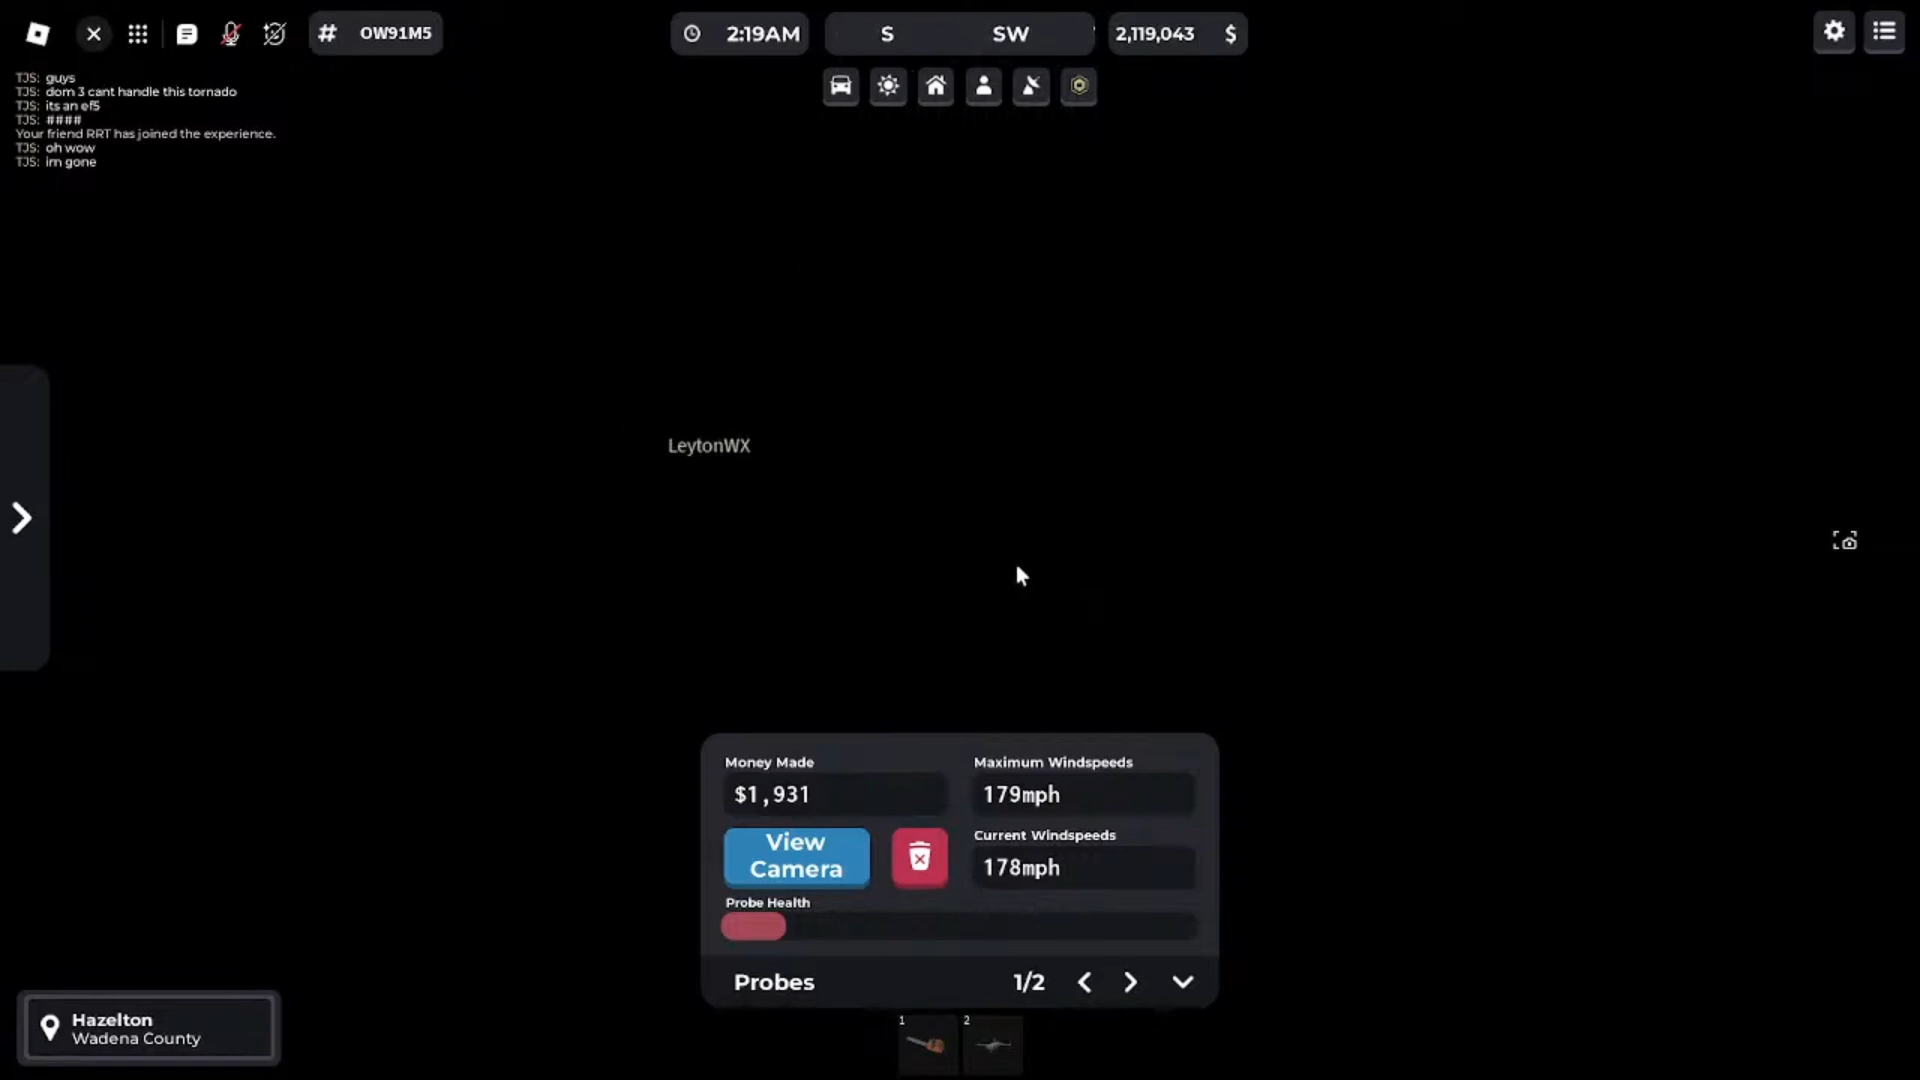 # OW91M5
2:19AM
S SW
2,119,043 $
TJS: guys
TJS: dom 3 cant handle this tornado
TJS: its an ef5
TJS: ####
Your friend RRT has joined the experience.
TJS: oh wow
TJS: im gone
LeytonWX
Money Made
$1,931
Maximum Windspeeds
179mph
View
Camera
Current Windspeeds
178mph
Probe Health
Probes 1/2
Hazelton
Wadena County
1 2